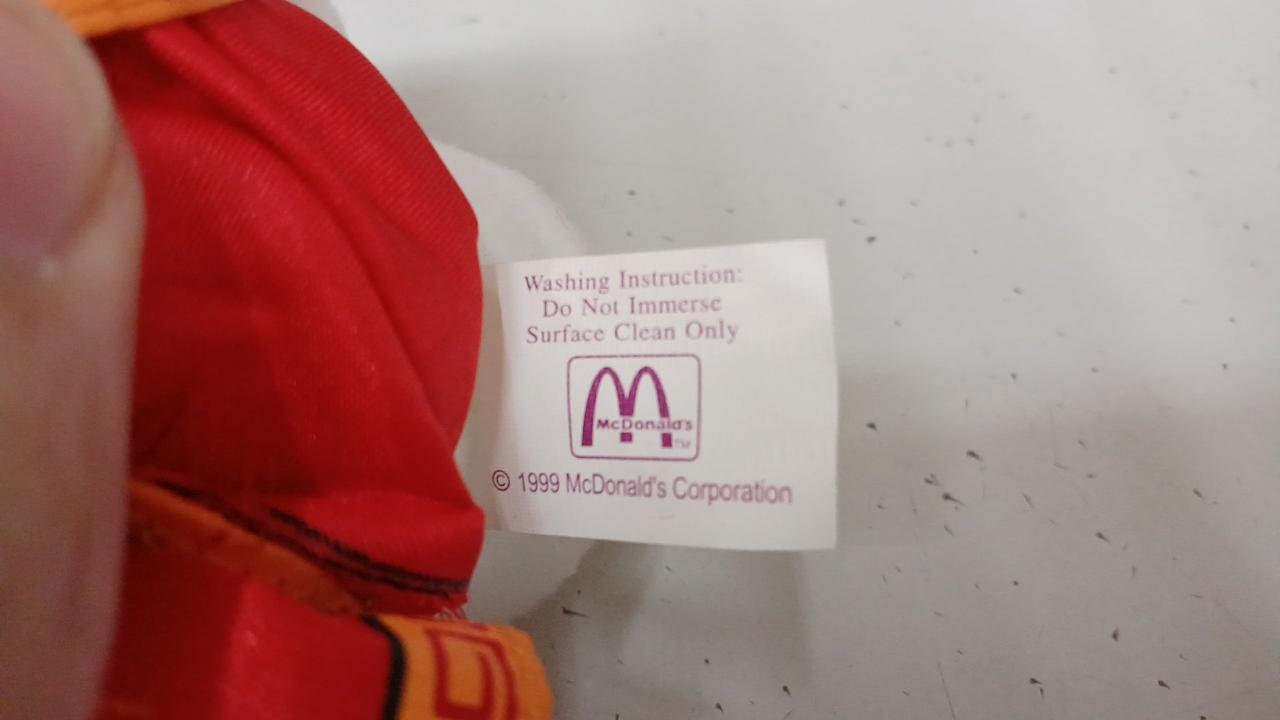 Washing Instruction:
Do Not Immerse
Surface Clean Only
McDonald's
TM
© 1999 McDonald's Corporation